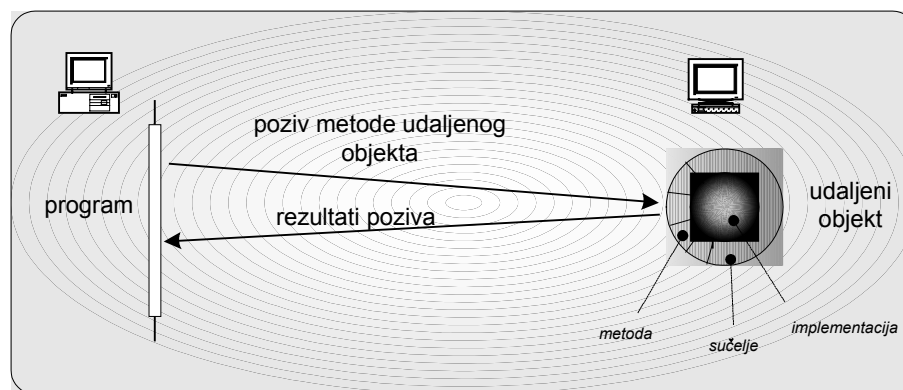 poziv metode udaljenog
objekta
program
rezultati poziva
udaljeni
objekt
metoda
sučelje
implementacija